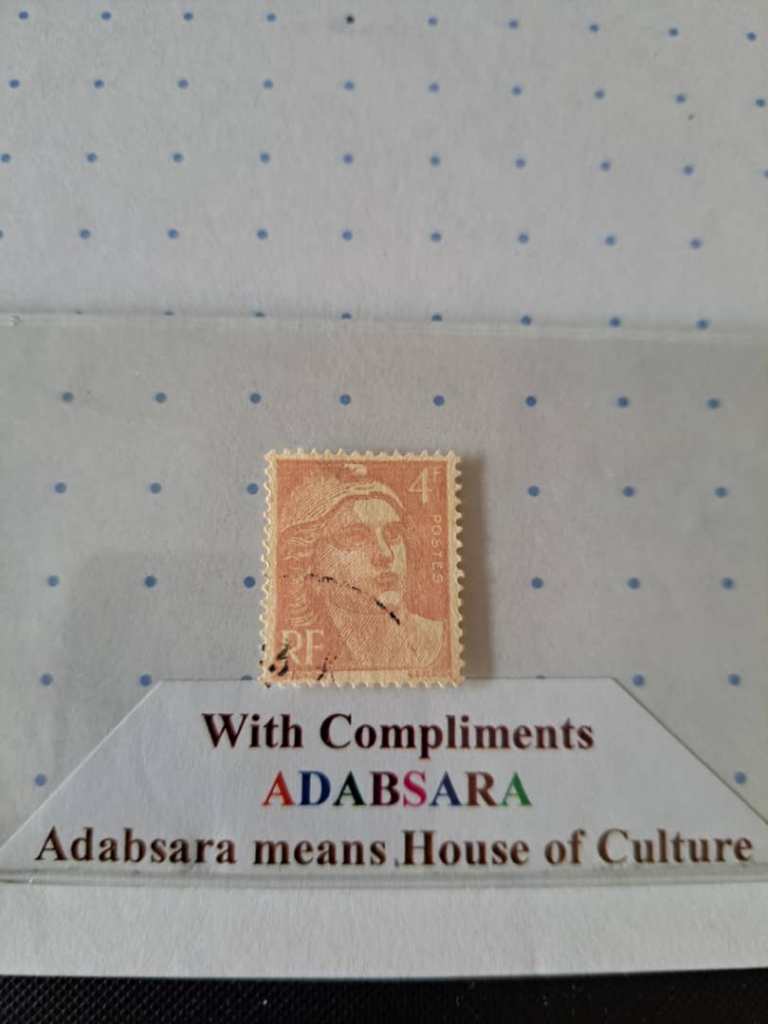 4F
POSTES
RF
With Compliments
ADABSARA
Adabsara means House of Culture